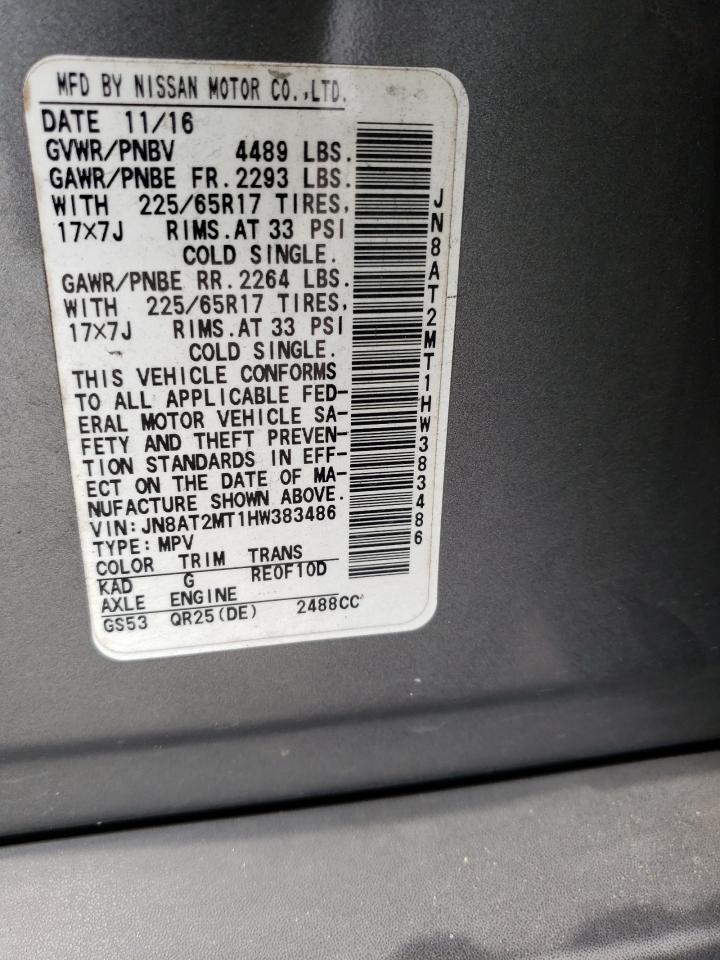 MFD BY NISSAN MOTOR CO.,LTD.
DATE 11/16
GVWR/PNBV 4489 LBS.
GAWR/PNBE FR. 2293 LBS.
WITH 225/65R17 TIRES,
17×7J RIMS. AT 33 PSI
COLD SINGLE.
GAWR/PNBE RR. 2264 LBS.
WITH 225/65R17 TIRES,
17×7J RIMS. AT 33 PSI
COLD SINGLE.
THIS VEHICLE CONFORMS
TO ALL APPLICABLE FED-
ERAL MOTOR VEHICLE SA-
FETY AND THEFT PREVEN-
TION STANDARDS IN EFF-
ECT ON THE DATE OF MA-
NUFACTURE SHOWN ABOVE.
VIN:JN8AT2MT1HW383486
TYPE:MPV
COLOR TRIM TRANS
KAD G RE0F10D
AXLE ENGINE
GS53 QR25(DE) 2488CC
JN8AT2MT1HW383486